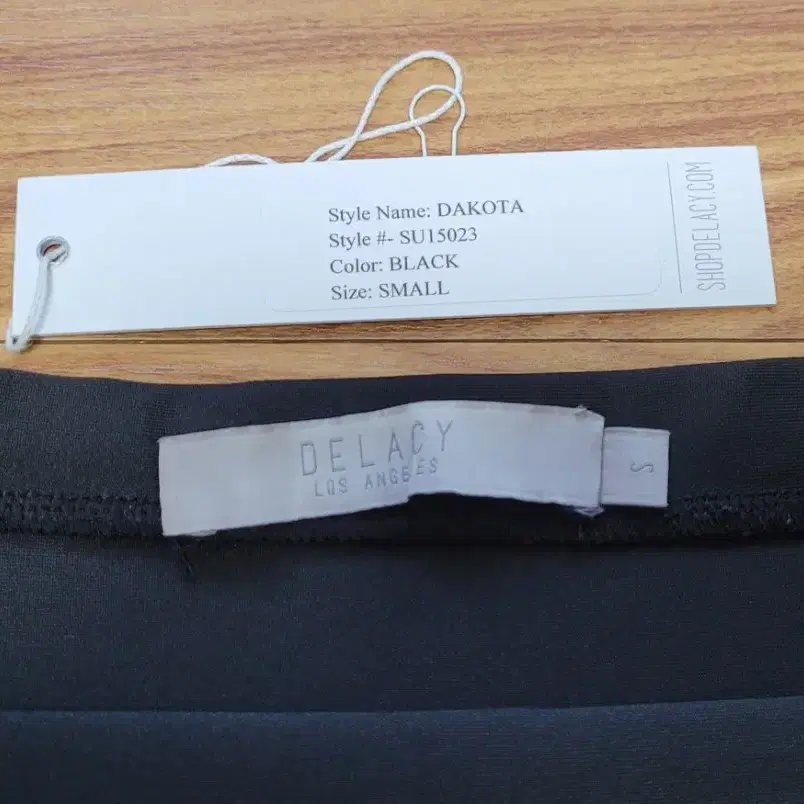 Style Name: DAKOTA
Style #- SU15023
Color: BLACK
Size: SMALL
SHOPDELACY.COM
DELACY
LOS ANGELES
S